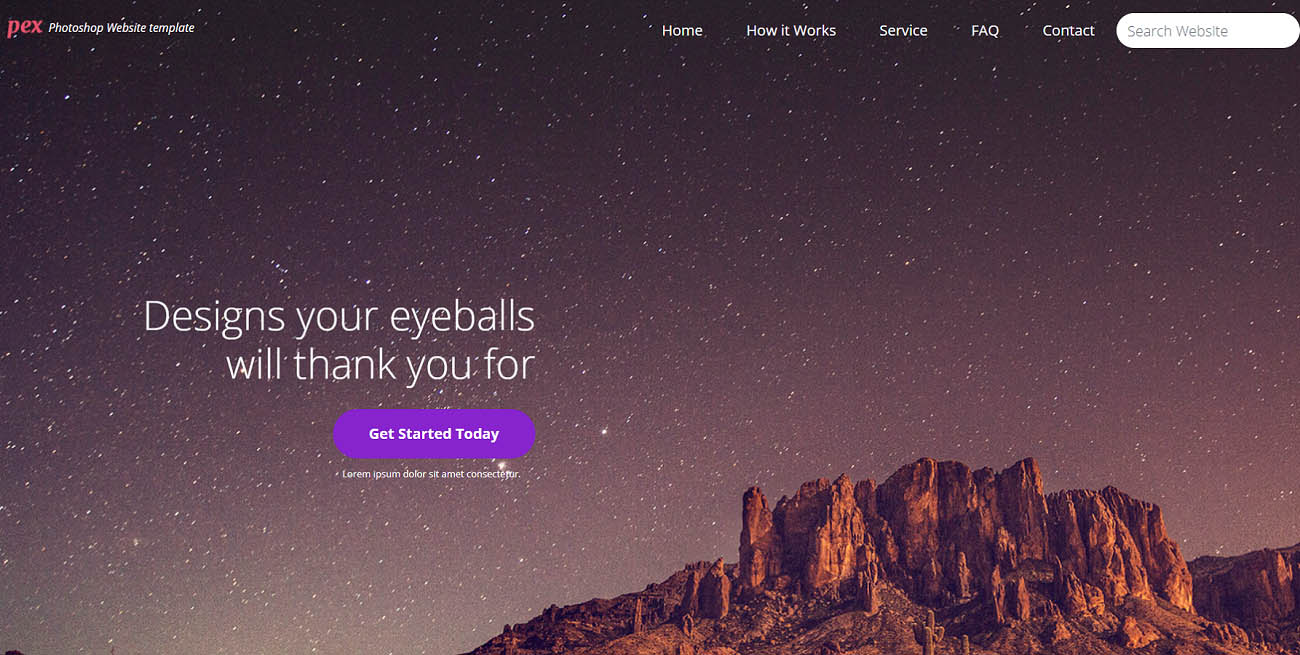 pex Photoshop Website template
Home How it Works Service FAQ Contact Search Website
Designs your eyeballs
will thank you for
Get Started Today
Lorem ipsum dolor sit amet consectetur.